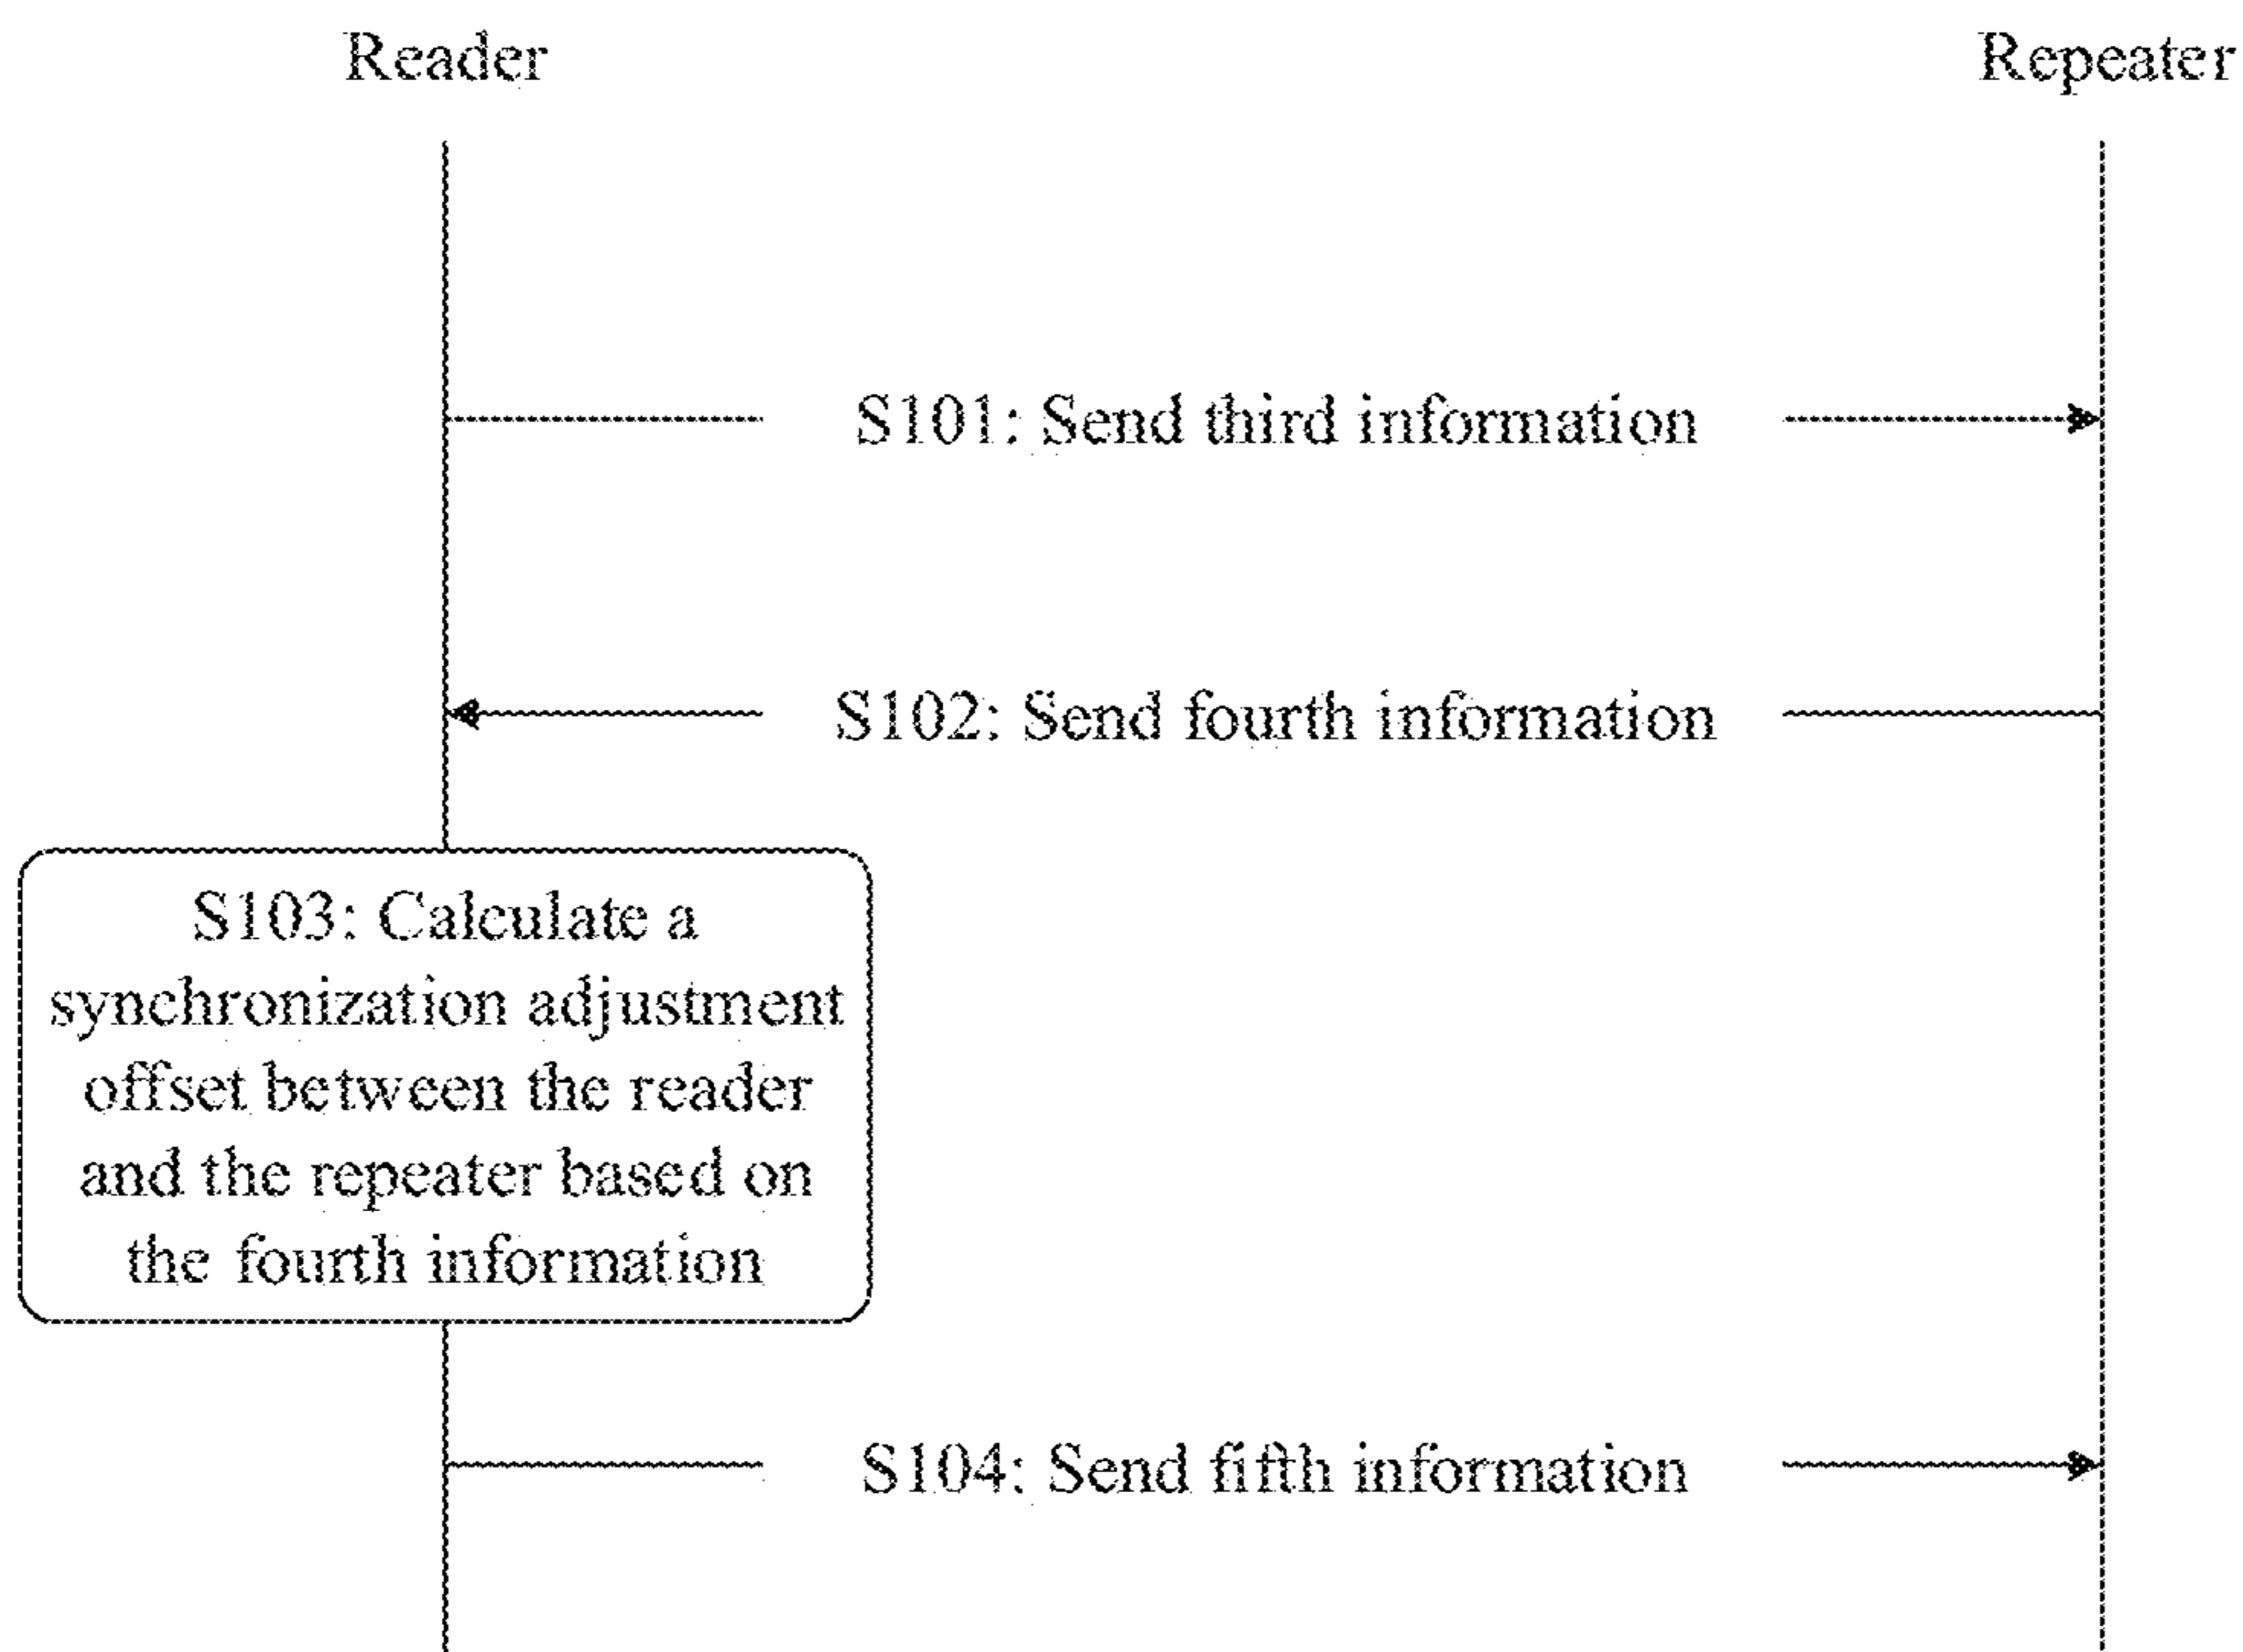 Reader
Repeater
S101: Send third information
S102: Send fourth information
S103: Calculate a
synchronization adjustment
offset between the reader
and the repeater based on
the fourth information
S104: Send fifth information